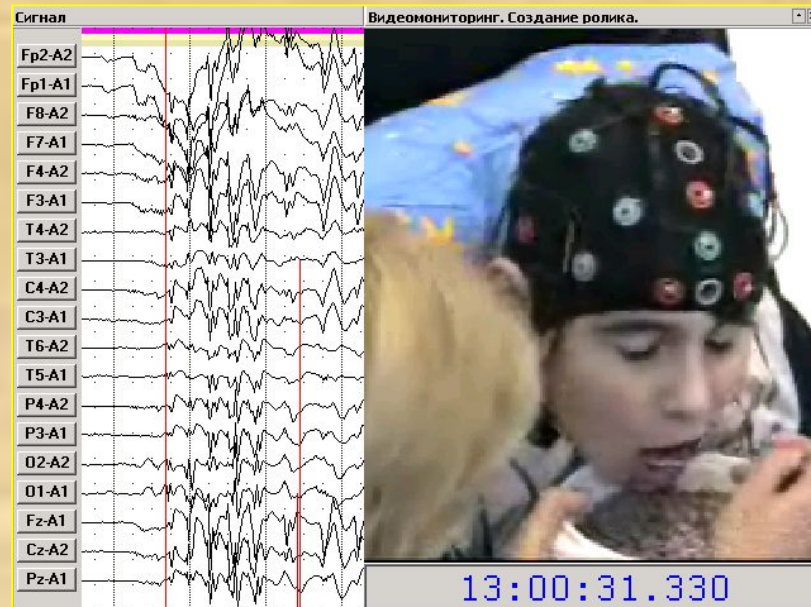 Сигнал
Видеомониторинг. Создание ролика.
Fp2-A2
Fp1-A1
F8-A2
F7-A1
F4-A2
F3-A1
T4-A2
T3-A1
C4-A2
C3-A1
T6-A2
T5-A1
P4-A2
P3-A1
O2-A2
O1-A1
Fz-A1
Cz-A2
Pz-A1
13:00:31.330